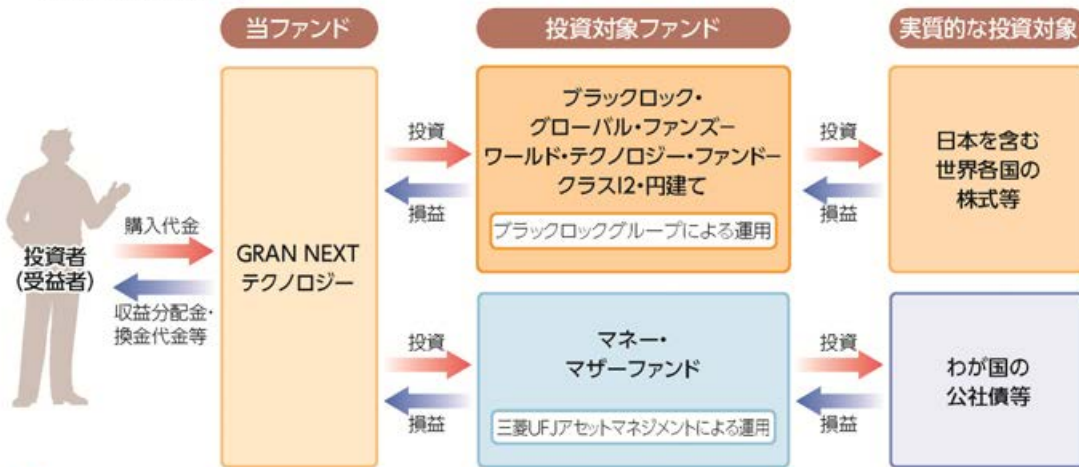 当ファンド
投資対象ファンド
実質的な投資対象
投資者
(受益者)
購入代金
収益分配金・
換金代金等
GRAN NEXT
テクノロジー
投資
損益
ブラックロック・
グローバル・ファンズー
ワールド・テクノロジー・ファンドー
クラスI2・円建て
ブラックロックグループによる運用
投資
損益
日本を含む
世界各国の
株式等
投資
損益
マネー・
マザーファンド
三菱UFJアセットマネジメントによる運用
投資
損益
わが国の
公社債等